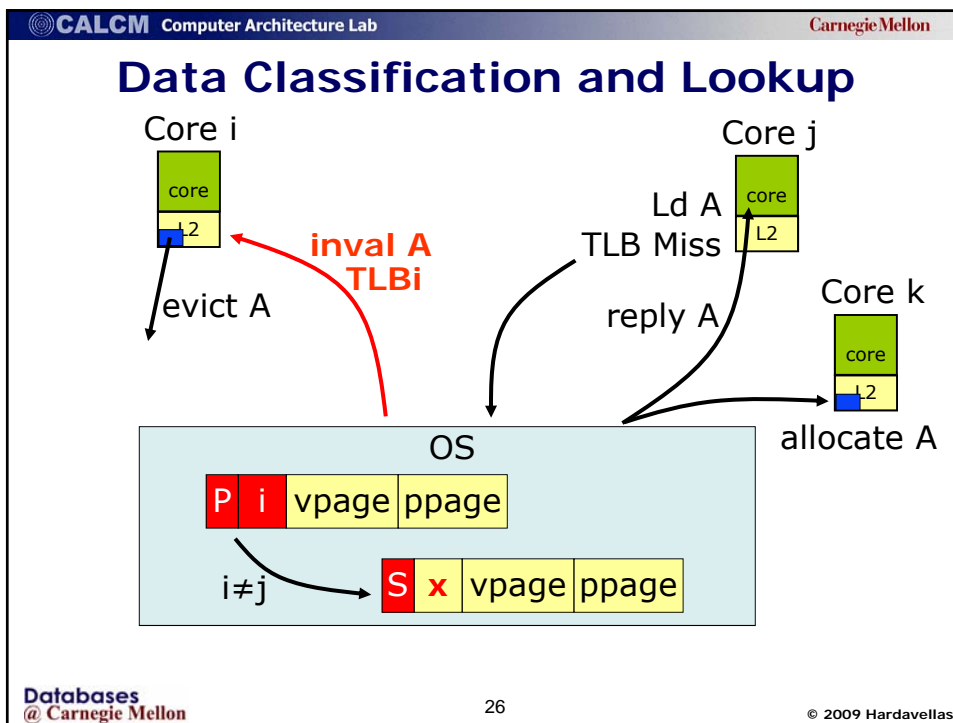 CALCM Computer Architecture Lab
Carnegie Mellon
Data Classification and Lookup
Core i
core
L2
evict A
inval A
TLBi
Core j
core
L2
Ld A
TLB Miss
reply A
Core k
core
L2
allocate A
OS
P i vpage ppage
i≠j
S x vpage ppage
Databases
@ Carnegie Mellon
26
© 2009 Hardavellas